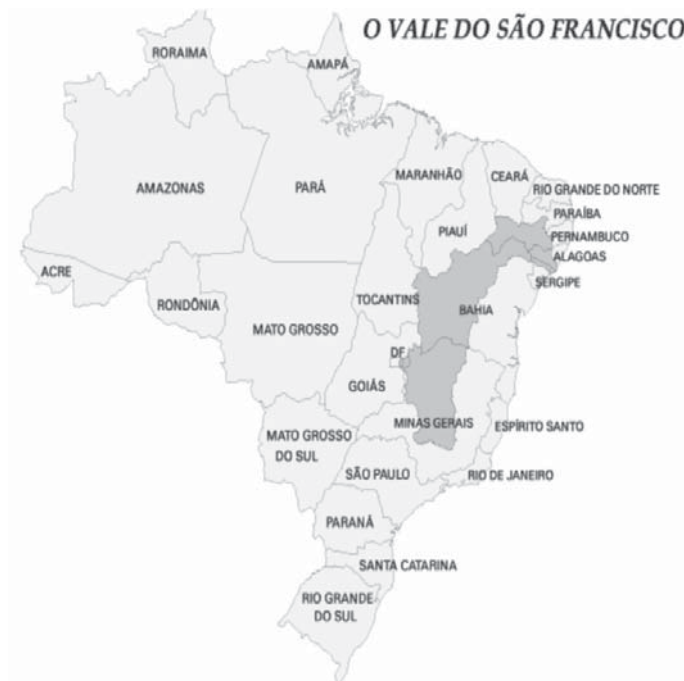 O VALE DO SÃO FRANCISCO
RORAIMA
AMAPÁ
AMAZONAS
PARÁ
MARANHÃO
CEARÁ
RIO GRANDE DO NORTE
PARAÍBA
PIAUÍ
PERNAMBUCO
ALAGOAS
ACRE
SERGIPE
RONDÔNIA
TOCANTINS
BAHIA
MATO GROSSO
DF
GOIÁS
MINAS GERAIS
ESPÍRITO SANTO
MATO GROSSO
DO SUL
SÃO PAULO
RIO DE JANEIRO
PARANÁ
SANTA CATARINA
RIO GRANDE
DO SUL